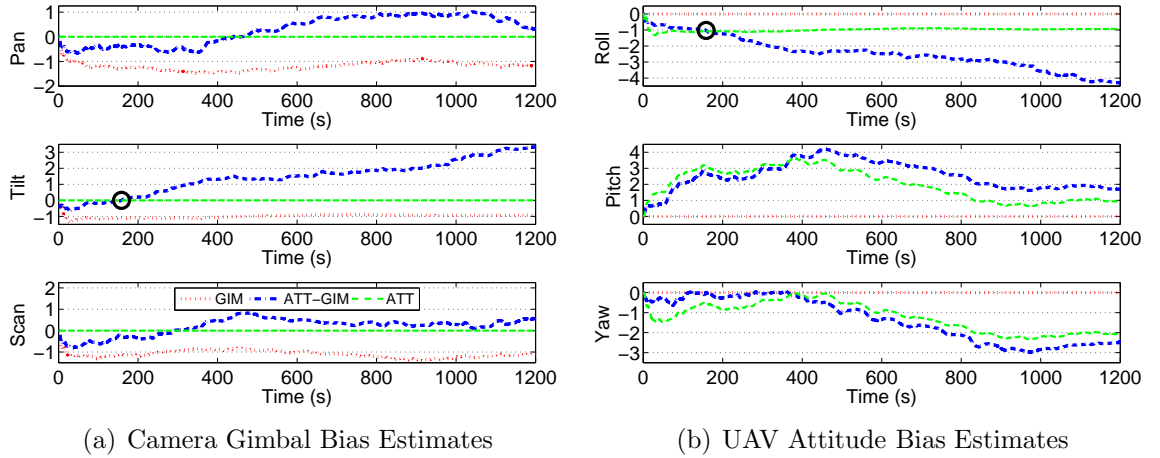 1
0
−1
2
Pan
0 200 400 600 800 1000 1200
Time (s)
3
2
1
0
−1
Tilt
0 200 400 600 800 1000 1200
Time (s)
2
1
0
−1
Scan
GIM ATT−GIM ATT
0 200 400 600 800 1000 1200
Time (s)
(a) Camera Gimbal Bias Estimates
0
−1
−2
−3
−4
Roll
0 200 400 600 800 1000 1200
Time (s)
4
3
2
1
0
Pitch
0 200 400 600 800 1000 1200
Time (s)
0
−1
−2
−3
Yaw
0 200 400 600 800 1000 1200
Time (s)
(b) UAV Attitude Bias Estimates